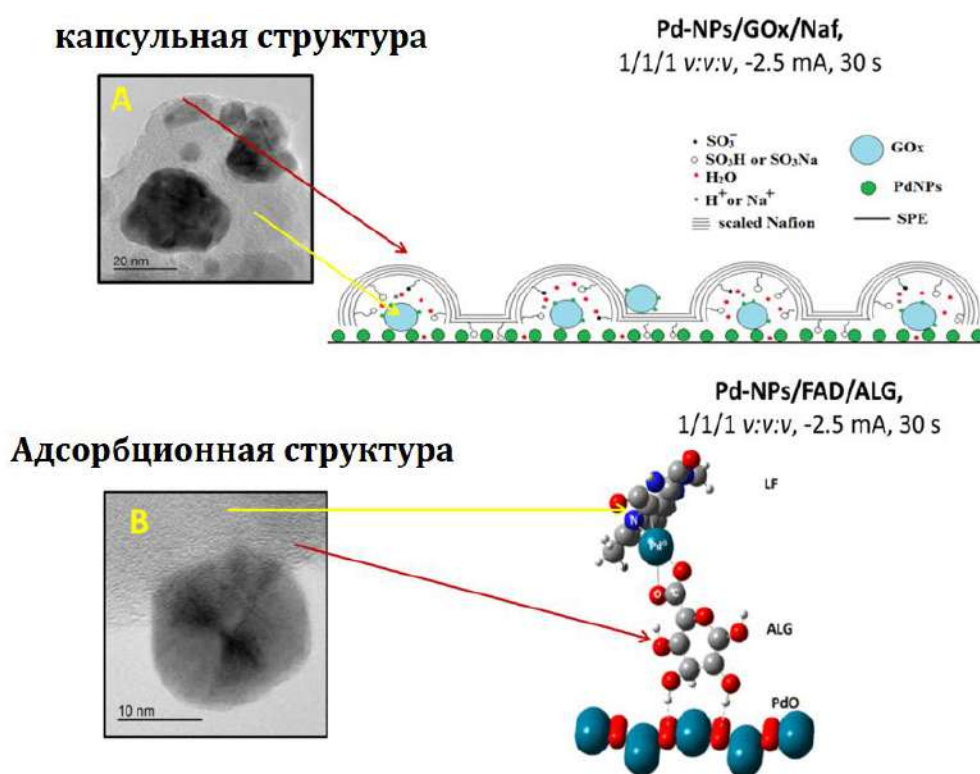 капсульная структура
Pd-NPs/GOx/Naf,
1/1/1 v:v:v, -2.5 mA, 30 s
A
20 nm
SO₃⁻
SO₃H or SO₃Na
H₂O
H⁺ or Na⁺
scaled Nafion
GOx
PdNPs
SPE
Адсорбционная структура
Pd-NPs/FAD/ALG,
1/1/1 v:v:v, -2.5 mA, 30 s
B
10 nm
LF
N
O
C
ALG
PdO